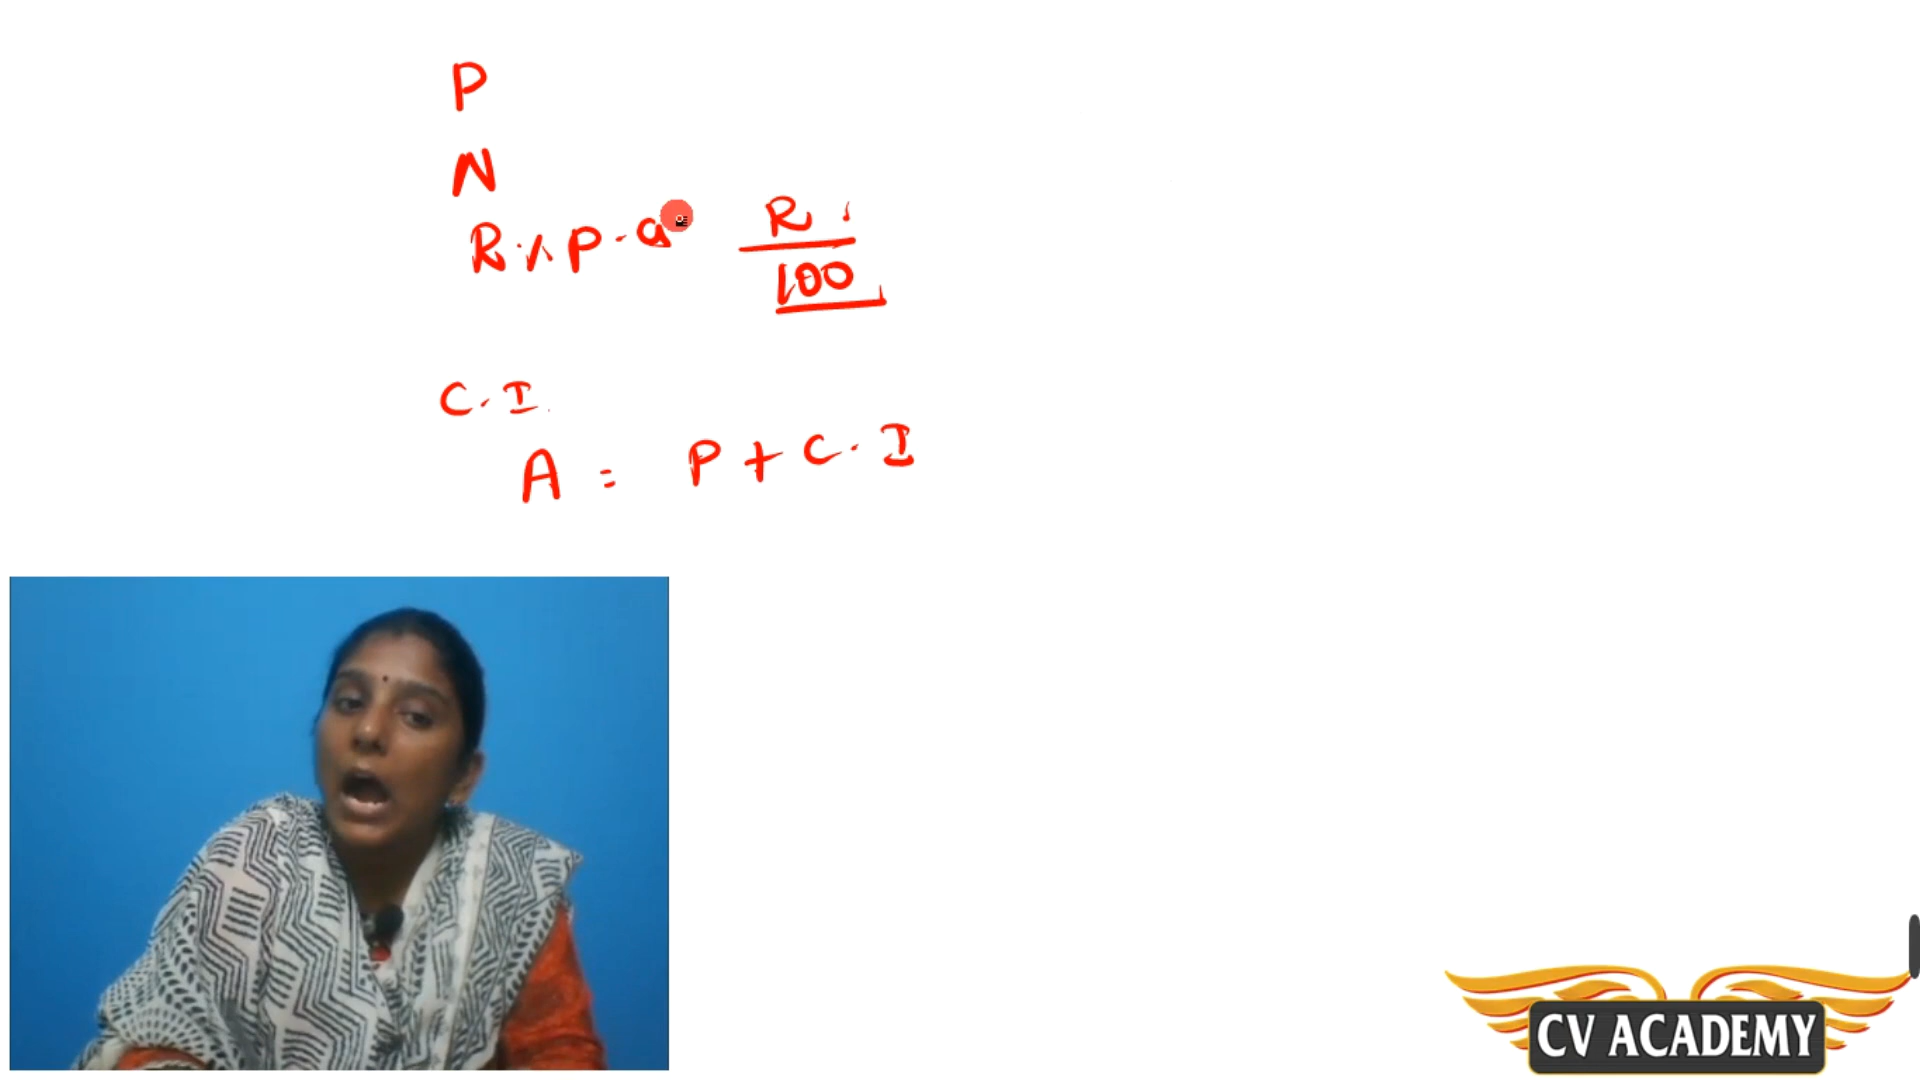 P
N
R % P.a R
100
C.I
A = P + C.I
CV ACADEMY